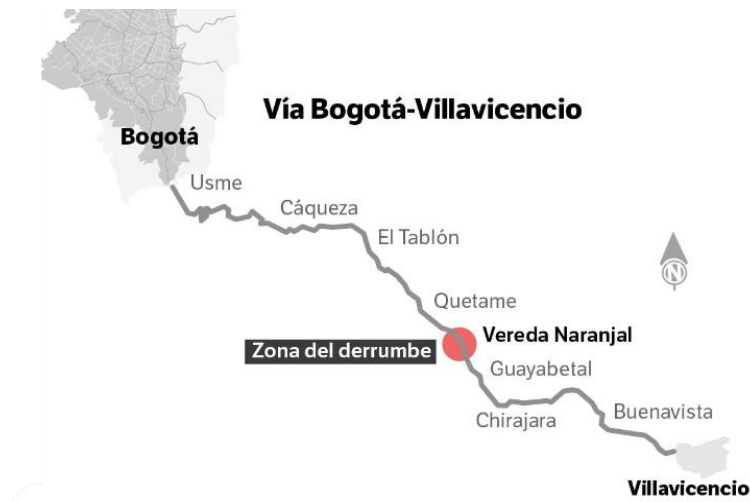 Vía Bogotá-Villavicencio
Bogotá
Usme
Cáqueza
El Tablón
N
Quetame
Vereda Naranjal
Zona del derrumbe
Guayabetal
Chirajara
Buenavista
Villavicencio